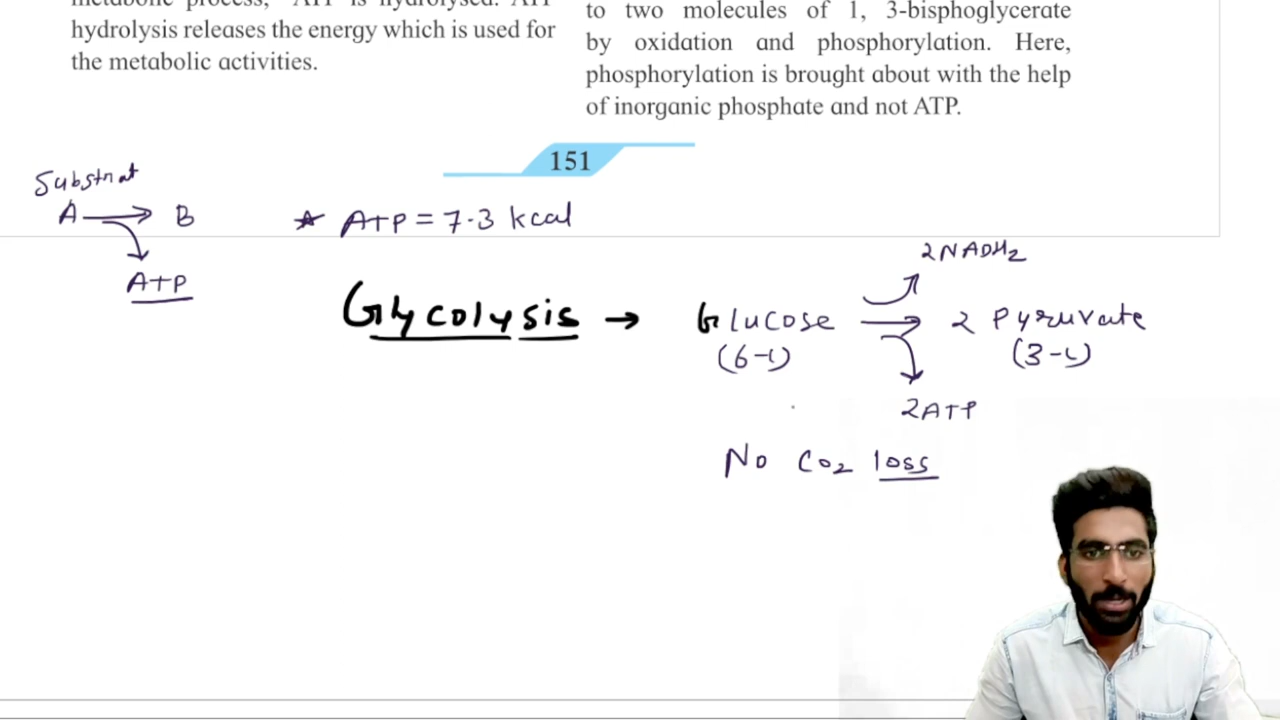 metabolic process, ATP is hydrolysed. ATP
hydrolysis releases the energy which is used for
the metabolic activities.
to two molecules of 1, 3-bisphoglycerate
by oxidation and phosphorylation. Here,
phosphorylation is brought about with the help
of inorganic phosphate and not ATP.
151
Substrat
A → B
ATP
* ATP = 7.3 kcal
Glycolysis →
2NADH2
Glucose → 2 Pyruvate
(6-C) (3-C)
2ATP
No CO2 loss